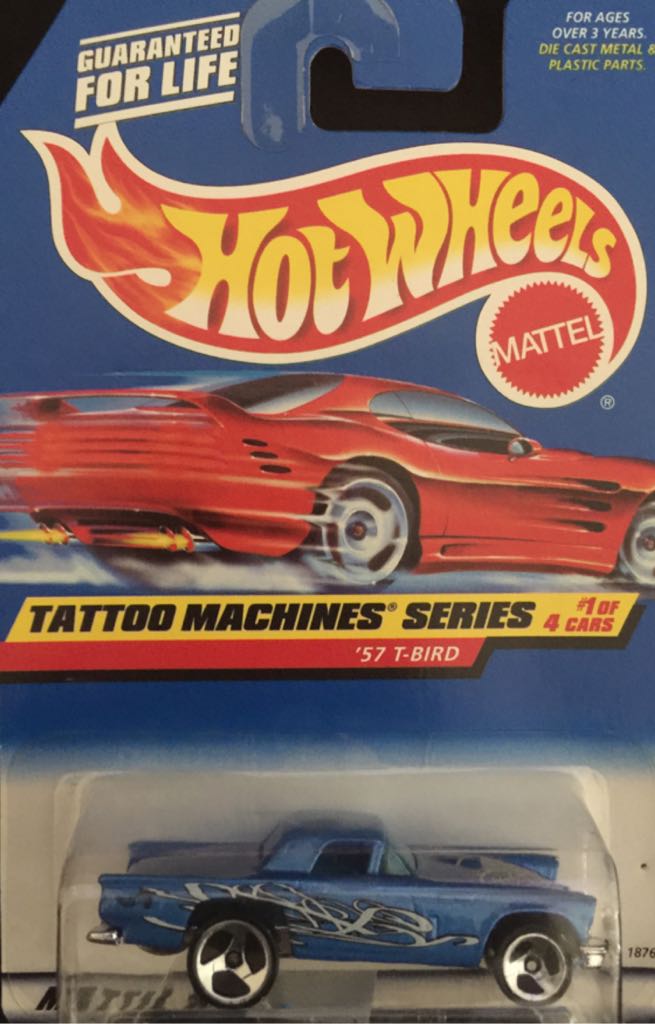 GUARANTEED
FOR LIFE
FOR AGES
OVER 3 YEARS.
DIE CAST METAL &
PLASTIC PARTS.
HOT WHEELS
MATTEL
®
TATTOO MACHINES® SERIES
#1 OF
4 CARS
'57 T-BIRD
1876